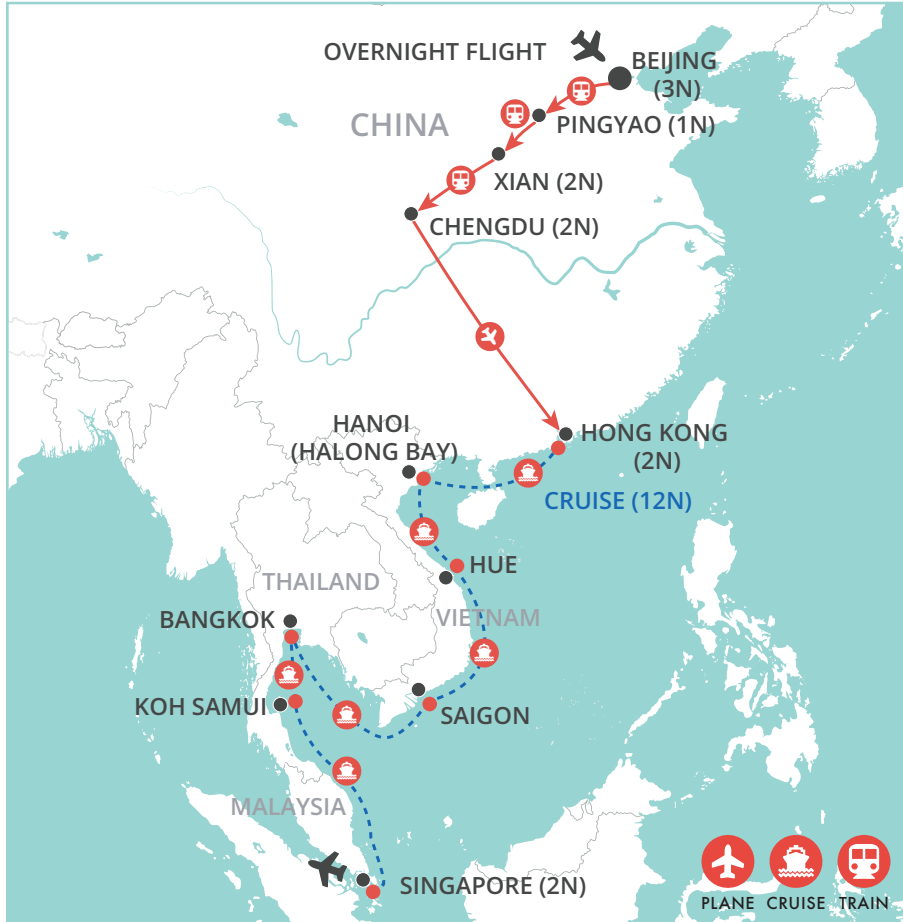 OVERNIGHT FLIGHT
BEIJING
(3N)
CHINA
PINGYAO (1N)
XIAN (2N)
CHENGDU (2N)
HANOI
(HALONG BAY)
HONG KONG
(2N)
CRUISE (12N)
HUE
THAILAND
VIETNAM
BANGKOK
KOH SAMUI
SAIGON
MALAYSIA
SINGAPORE (2N)
PLANE
CRUISE
TRAIN